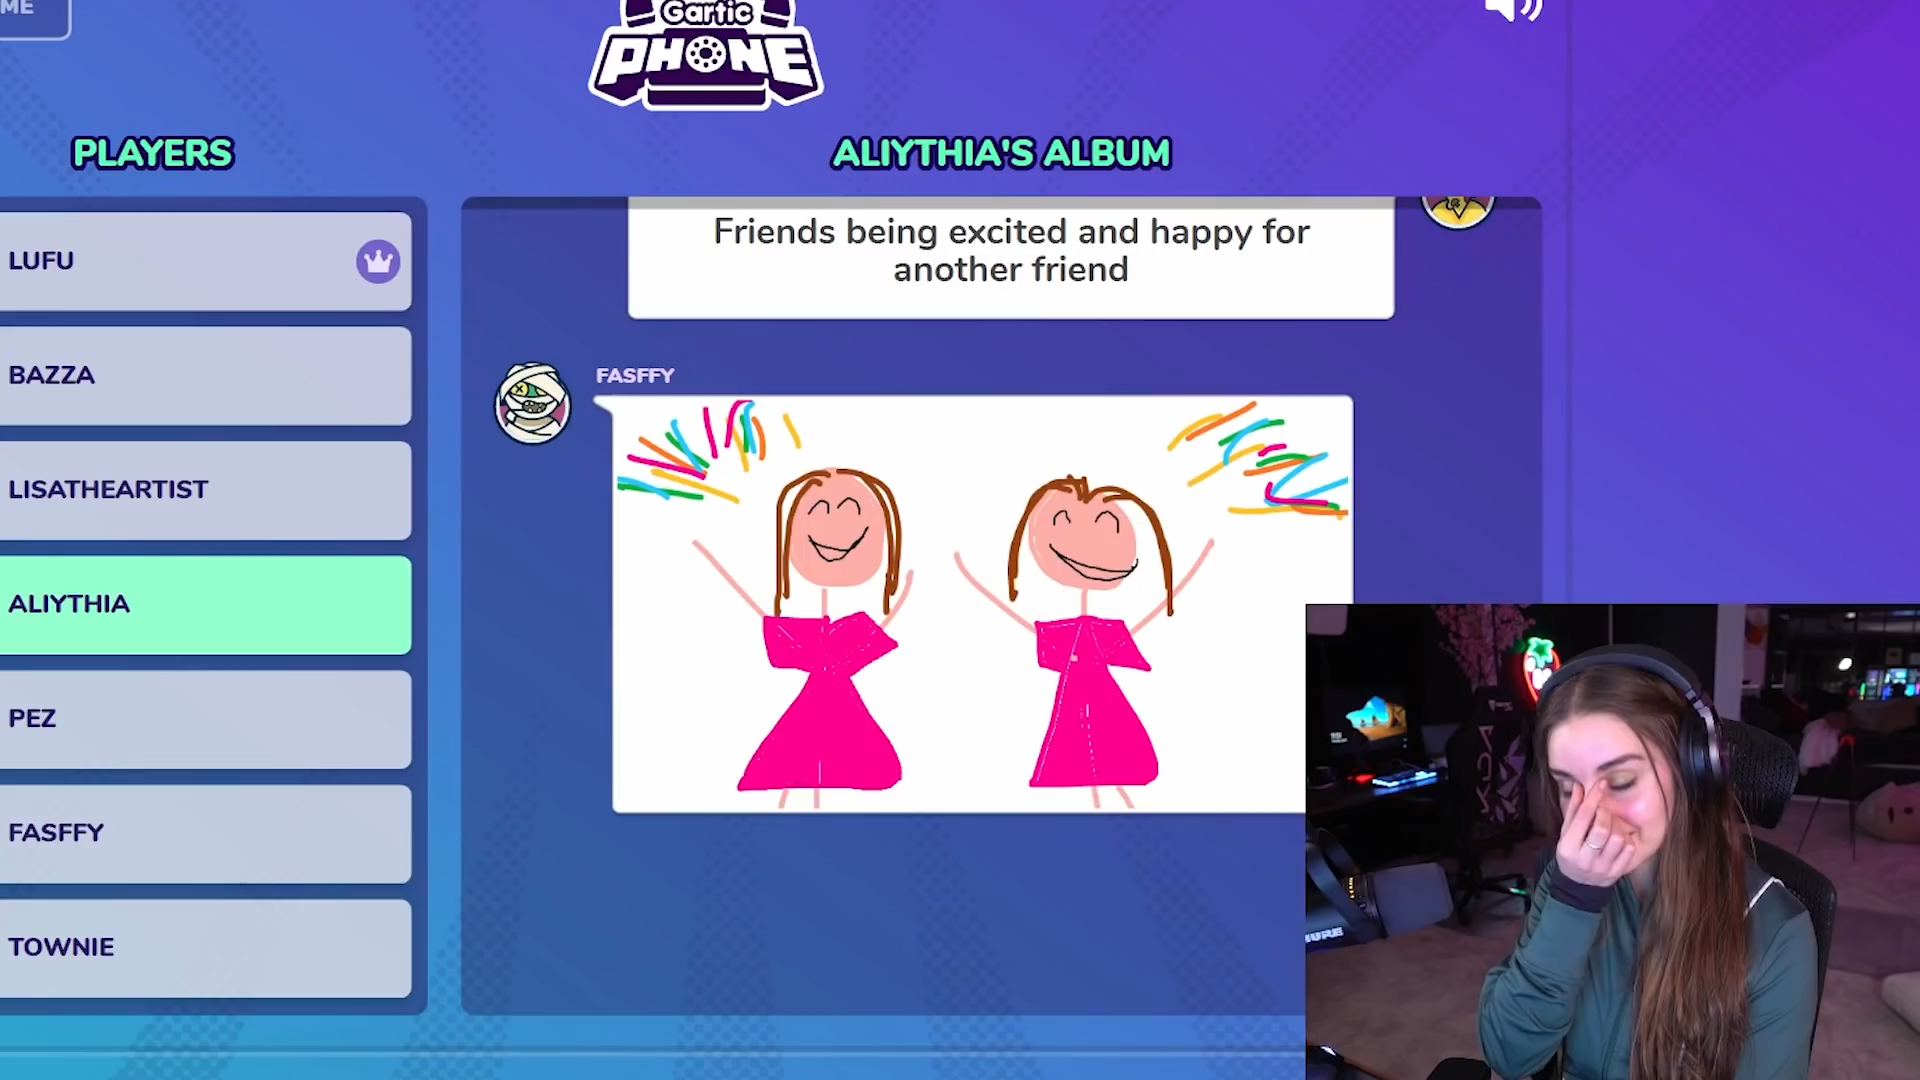 ME
Gartic
PHONE
PLAYERS
ALIYTHIA'S ALBUM
LUFU
BAZZA
LISATHEARTIST
ALIYTHIA
PEZ
FASFFY
TOWNIE
Friends being excited and happy for
another friend
FASFFY